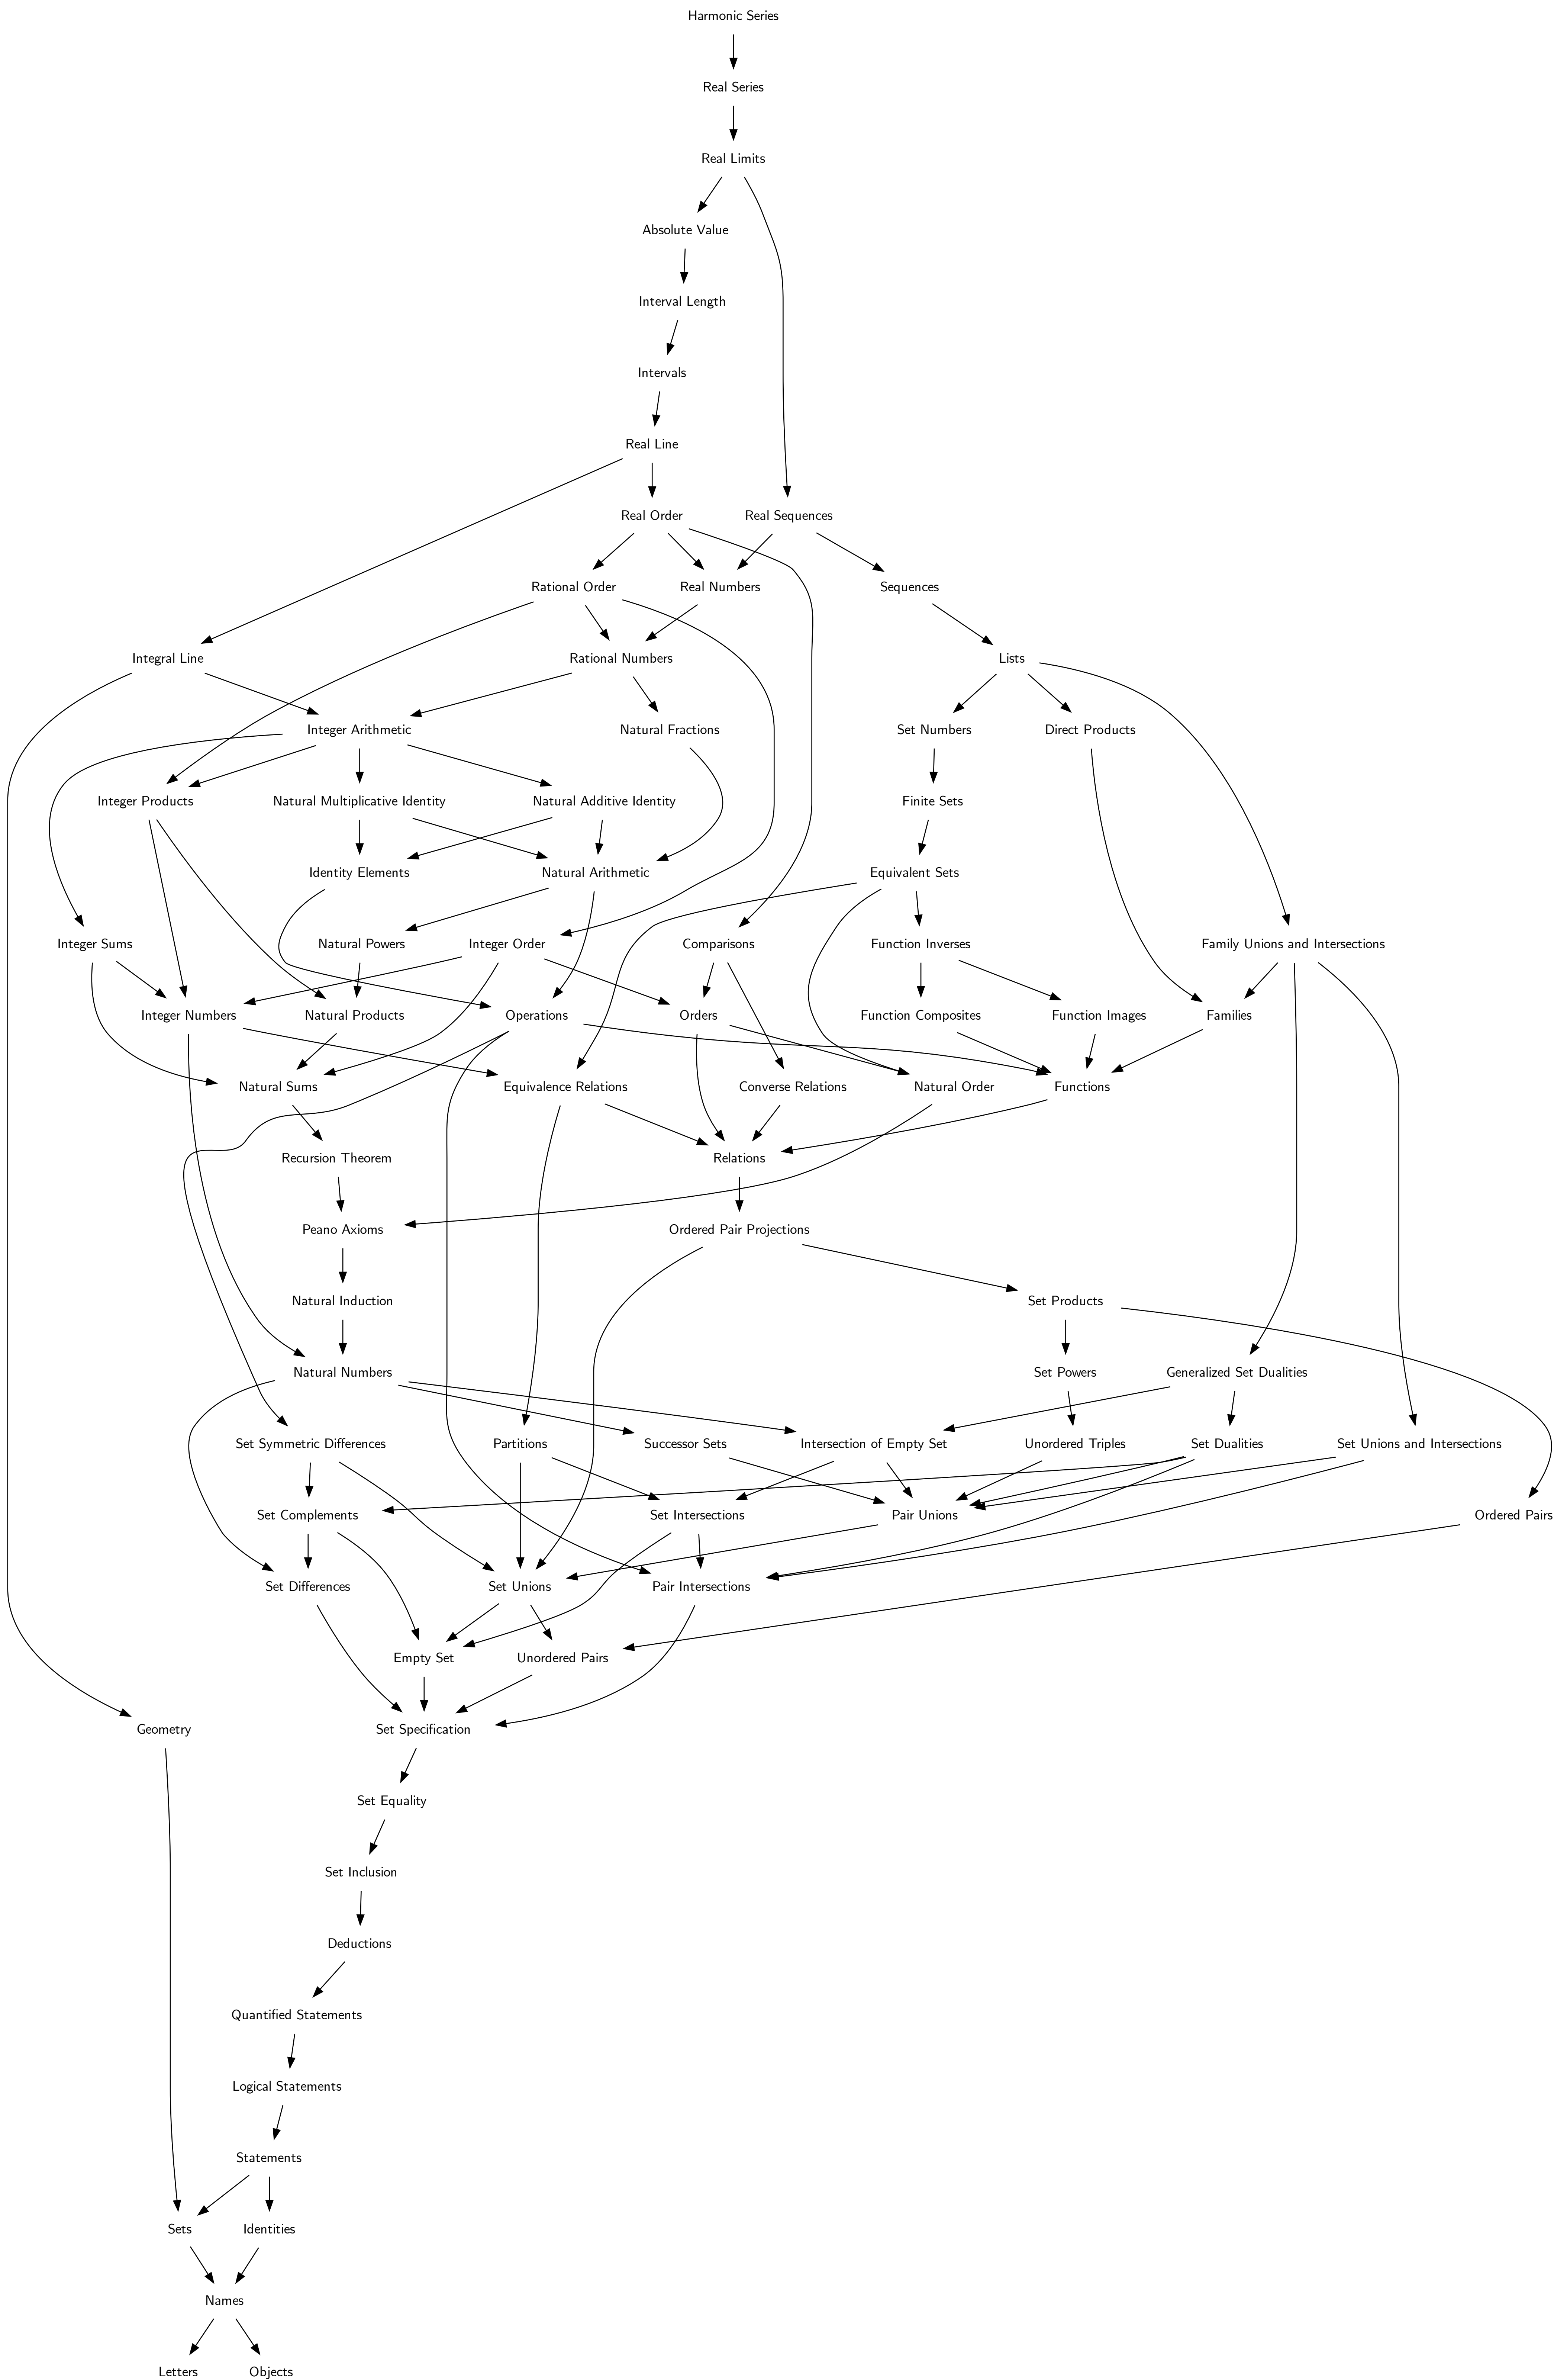 Harmonic Series
Real Series
Real Limits
Absolute Value
Interval Length
Intervals
Real Line
Real Order
Real Sequences
Rational Order
Real Numbers
Sequences
Integral Line
Rational Numbers
Lists
Integer Arithmetic
Natural Fractions
Set Numbers
Direct Products
Integer Products
Natural Multiplicative Identity
Natural Additive Identity
Finite Sets
Identity Elements
Natural Arithmetic
Equivalent Sets
Integer Sums
Natural Powers
Integer Order
Comparisons
Function Inverses
Family Unions and Intersections
Integer Numbers
Natural Products
Operations
Orders
Function Composites
Function Images
Families
Natural Sums
Equivalence Relations
Converse Relations
Natural Order
Functions
Recursion Theorem
Relations
Peano Axioms
Ordered Pair Projections
Natural Induction
Set Products
Natural Numbers
Set Powers
Generalized Set Dualities
Set Symmetric Differences
Partitions
Successor Sets
Intersection of Empty Set
Unordered Triples
Set Dualities
Set Unions and Intersections
Set Complements
Set Intersections
Pair Unions
Ordered Pairs
Set Differences
Set Unions
Pair Intersections
Empty Set
Unordered Pairs
Geometry
Set Specification
Set Equality
Set Inclusion
Deductions
Quantified Statements
Logical Statements
Statements
Sets
Identities
Names
Letters
Objects